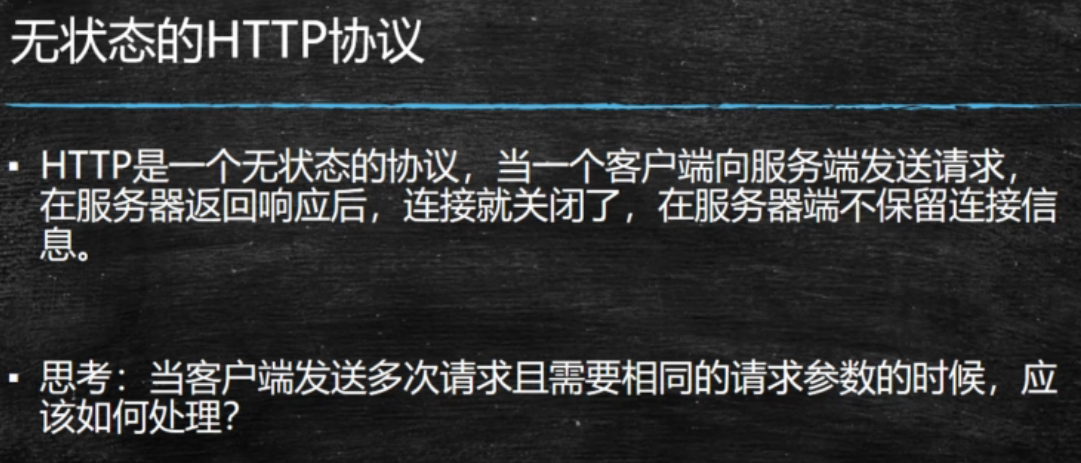 无状态的HTTP协议
▪ HTTP是一个无状态的协议，当一个客户端向服务端发送请求，
在服务器返回响应后，连接就关闭了，在服务器端不保留连接信
息。
▪ 思考：当客户端发送多次请求且需要相同的请求参数的时候，应
该如何处理？